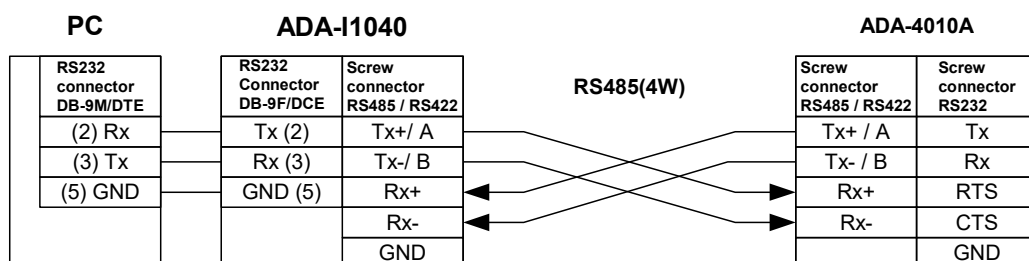 PC
ADA-I1040
ADA-4010A
RS232
connector
DB-9M/DTE
RS232
Connector
DB-9F/DCE
Screw
connector
RS485 / RS422
RS485(4W)
Screw
connector
RS485 / RS422
Screw
connector
RS232
(2) Rx
Tx (2)
Tx+/ A
Tx+ / A
Tx
(3) Tx
Rx (3)
Tx-/ B
Tx- / B
Rx
(5) GND
GND (5)
Rx+
Rx+
RTS
Rx-
Rx-
CTS
GND
GND